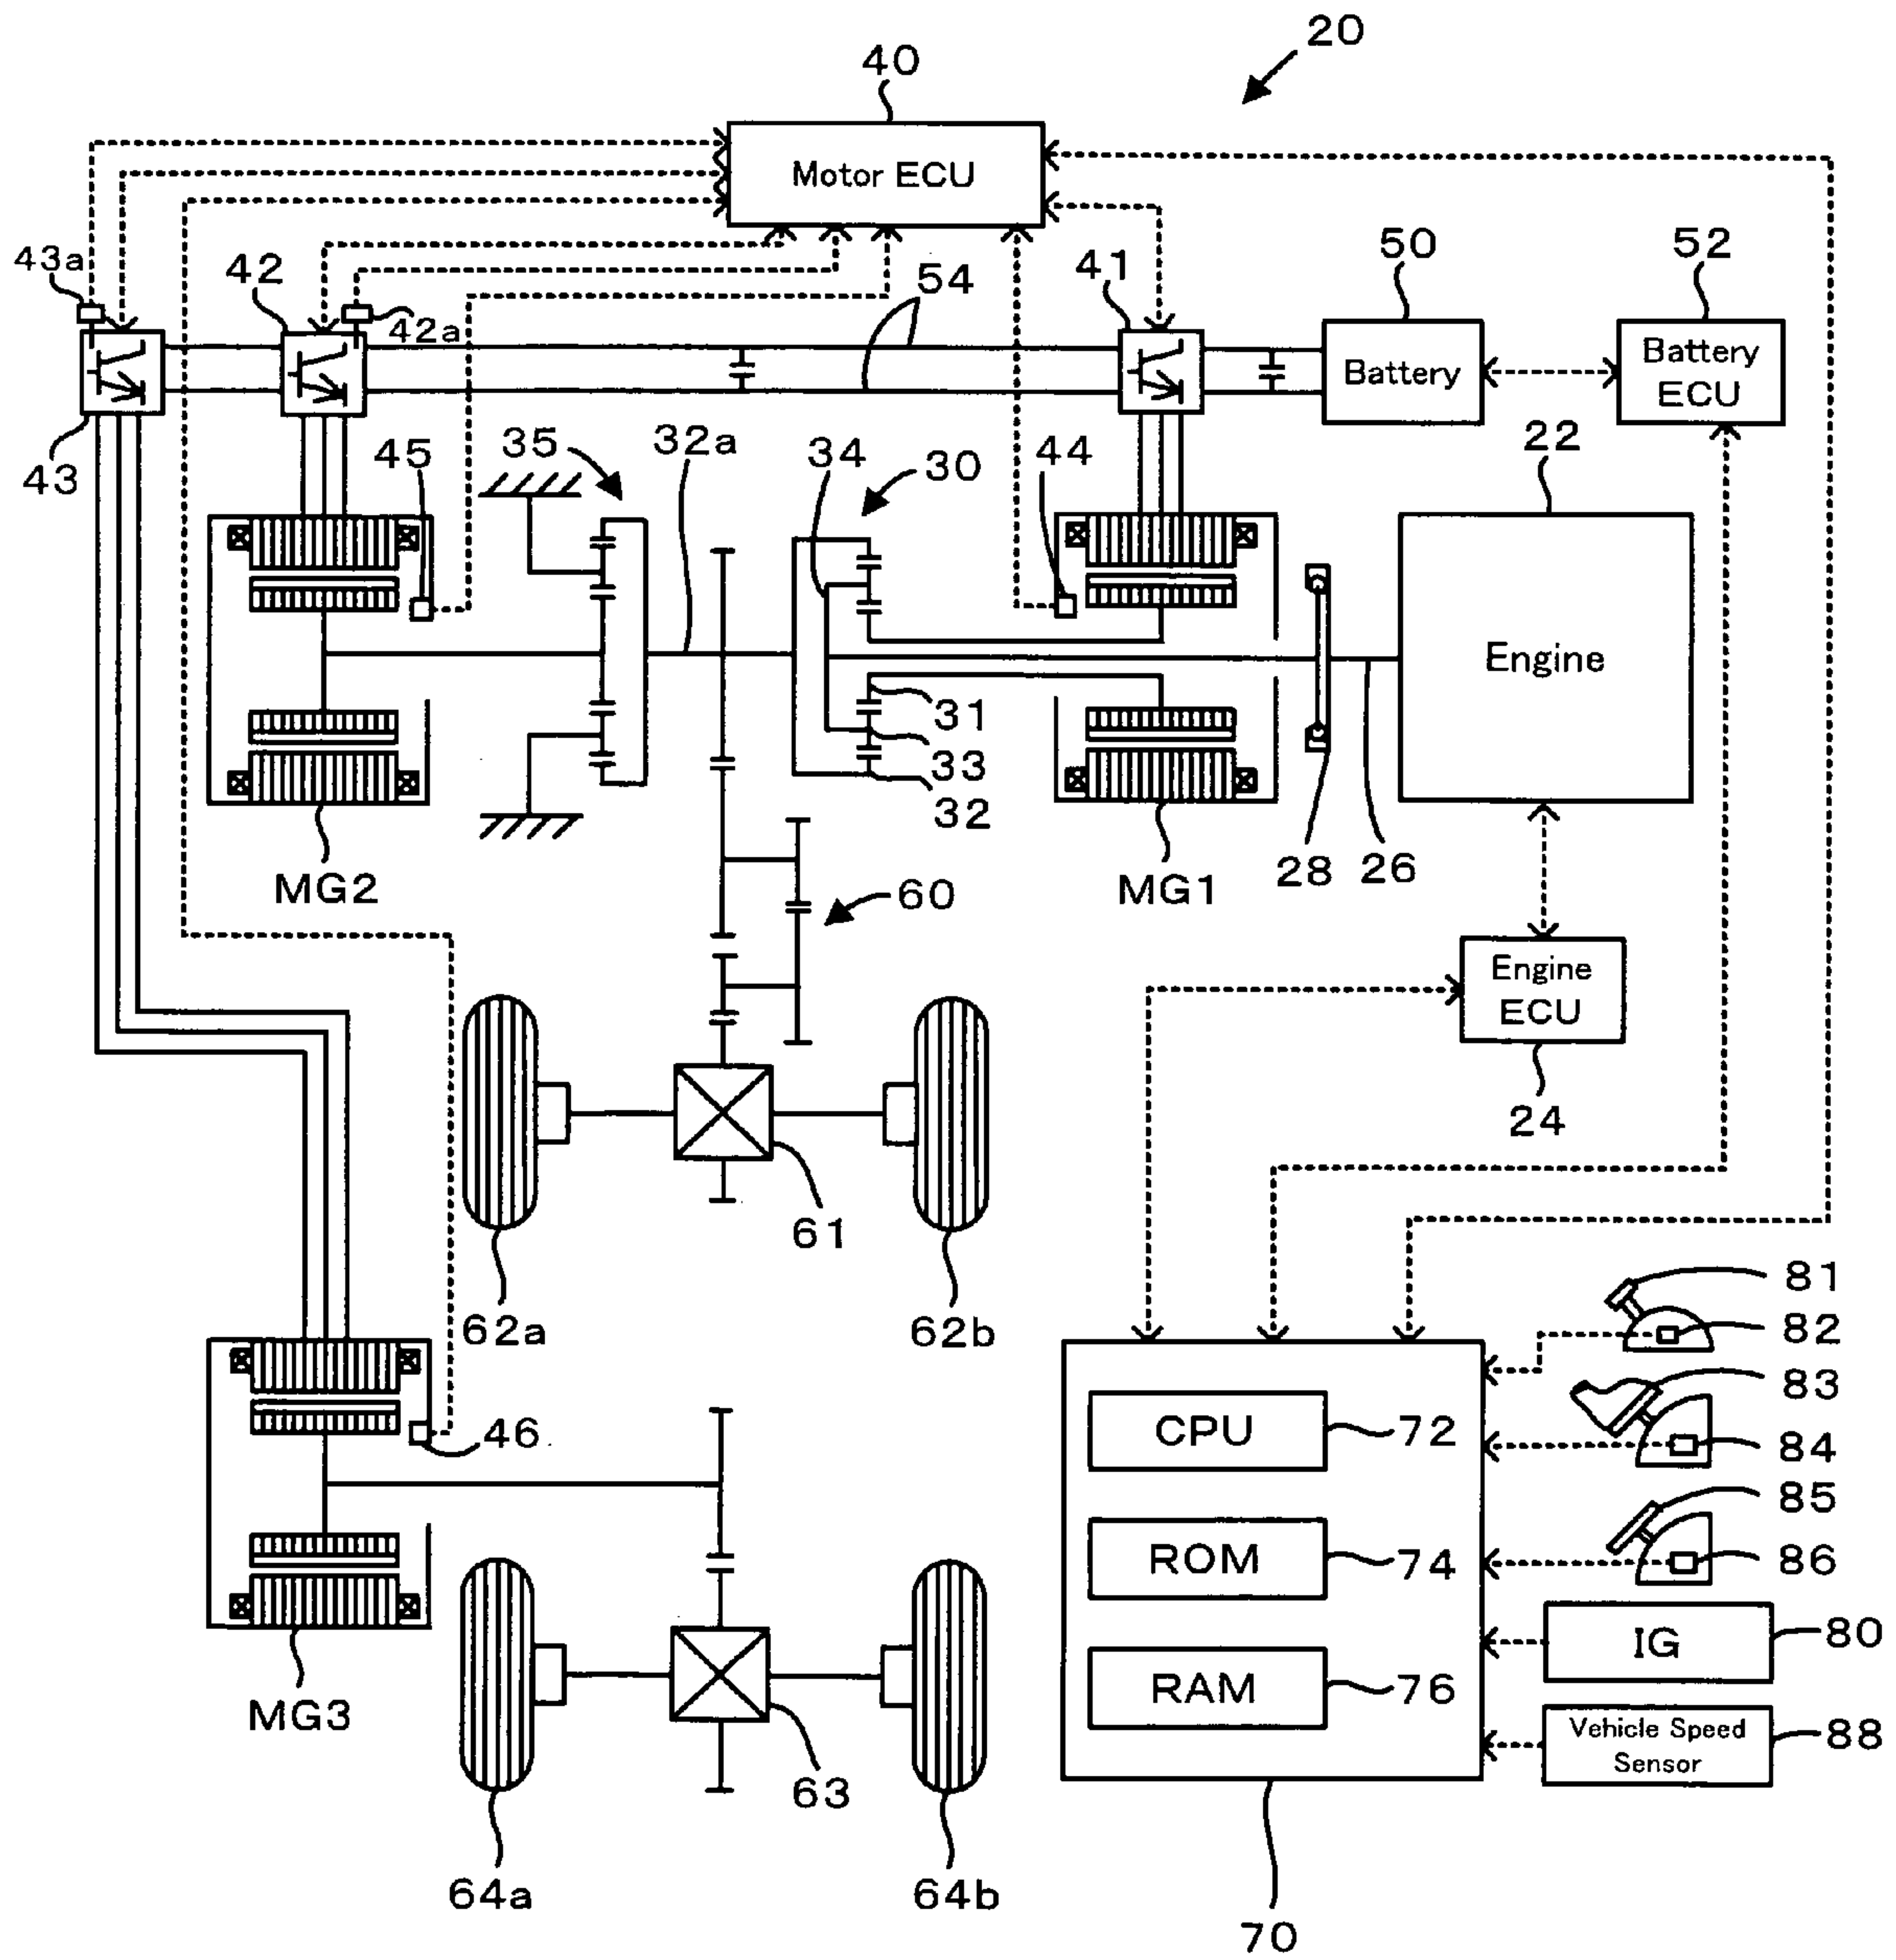 20
40
Motor ECU
43a
42
42a
54
41
50
52
Battery
Battery
ECU
43
45
35
32a
34
30
44
22
Engine
31
33
32
MG2
MG1
28
26
60
Engine
ECU
24
61
62a
62b
81
82
83
84
85
86
46
CPU
72
ROM
74
RAM
76
IG
80
Vehicle Speed
Sensor
88
MG3
63
64a
64b
70